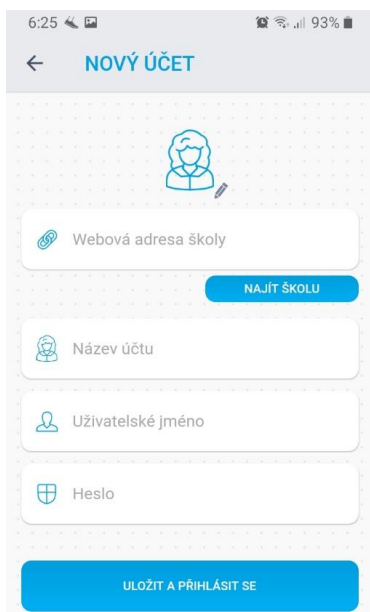 6:25 93%
NOVÝ ÚČET
Webová adresa školy
NAJÍT ŠKOLU
Název účtu
Uživatelské jméno
Heslo
ULOŽIT A PŘIHLÁSIT SE